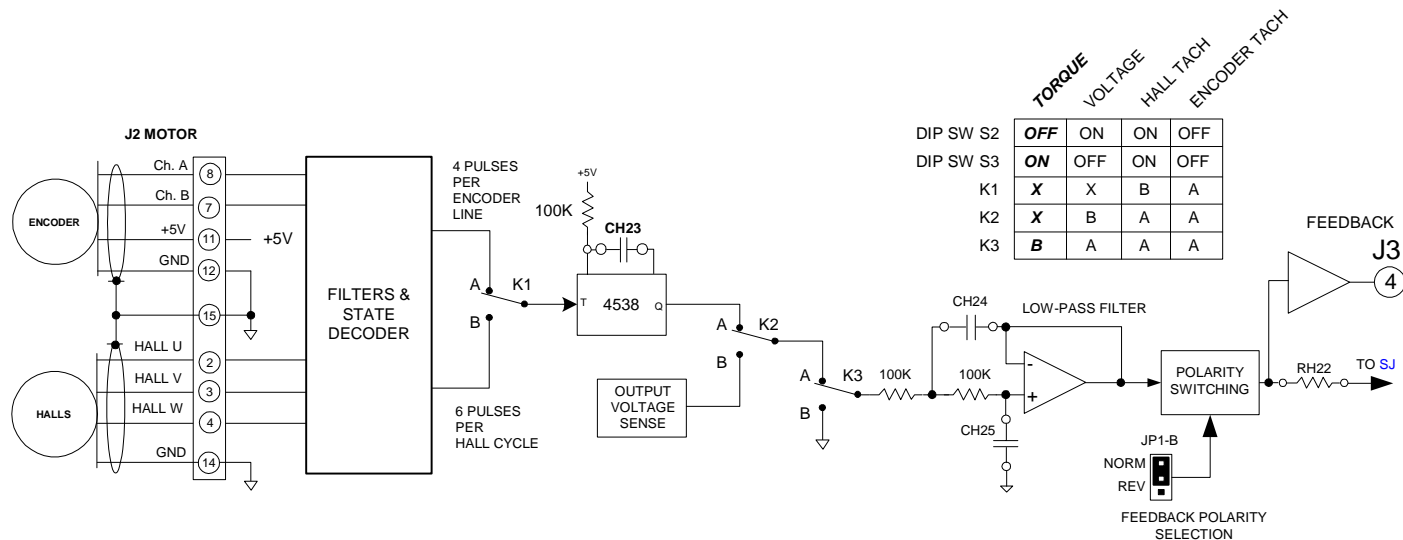 TORQUE
VOLTAGE
HALL TACH
ENCODER TACH
DIP SW S2 OFF ON ON OFF
DIP SW S3 ON OFF ON OFF
K1 X X B A
K2 X B A A
K3 B A A A
J2 MOTOR
ENCODER
Ch. A 8
Ch. B 7
+5V 11 +5V
GND 12
15
HALLS
HALL U 2
HALL V 3
HALL W 4
GND 14
FILTERS &
STATE
DECODER
4 PULSES
PER
ENCODER
LINE
6 PULSES
PER
HALL CYCLE
A
B
K1
+5V
100K
CH23
T 4538 Q
A
B
K2
OUTPUT
VOLTAGE
SENSE
A
B
K3
100K
100K
CH24
LOW-PASS FILTER
-
+
CH25
POLARITY
SWITCHING
JP1-B
NORM
REV
FEEDBACK POLARITY
SELECTION
FEEDBACK
J3
4
RH22
TO SJ